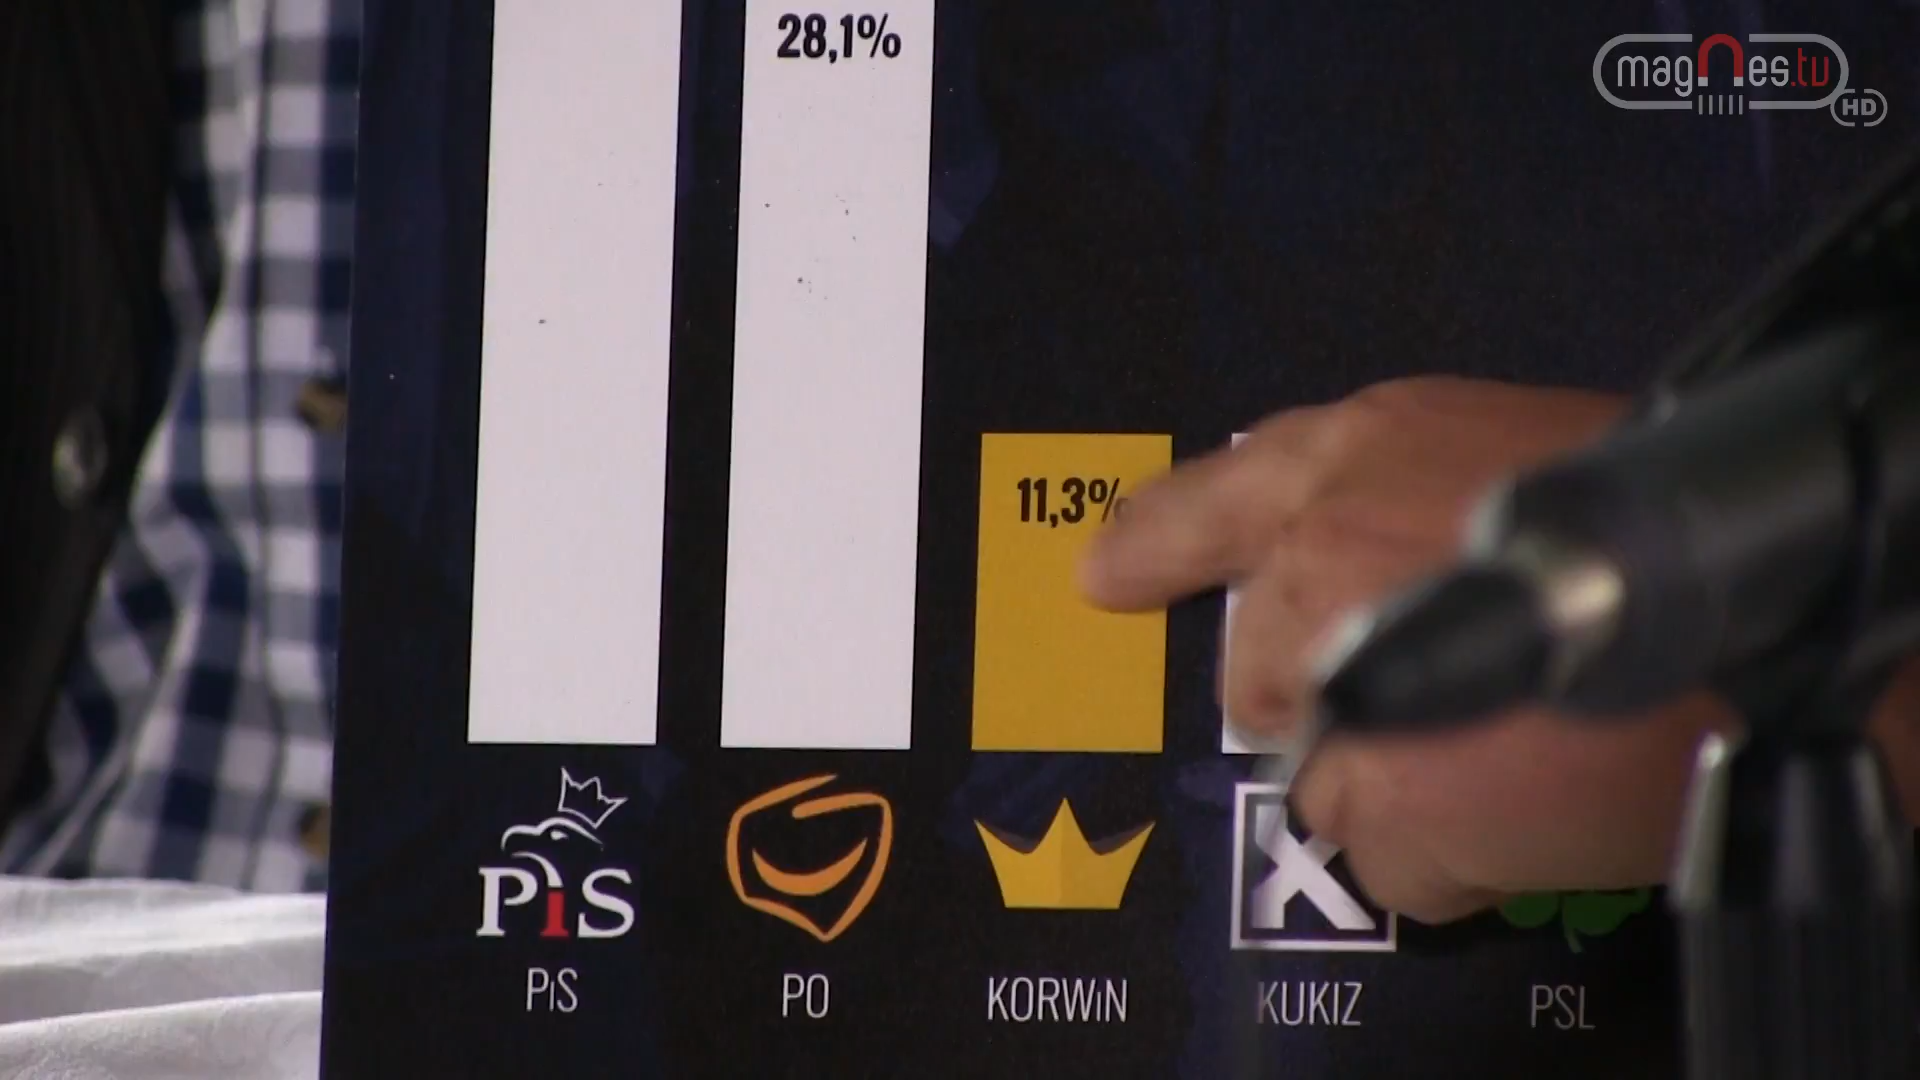 28,1%
magnes.tv
HD
11,3%
PiS
PiS
PO
KORWiN
KUKIZ
PSL